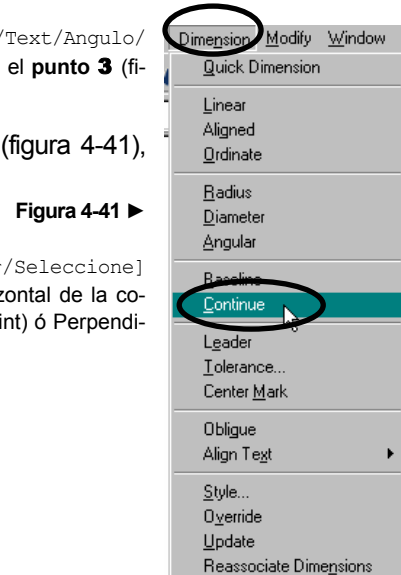 /Text/Angulo/
el punto 3 (fi-
(figura 4-41),
Figura 4-41 ►
/Seleccione]
zontal de la co-
int) ó Perpendi-
Dimension Modify Window
Quick Dimension
Linear
Aligned
Ordinate
Radius
Diameter
Angular
Baseline
Continue
Leader
Tolerance...
Center Mark
Oblique
Align Text
Style...
Override
Update
Reassociate Dimensions